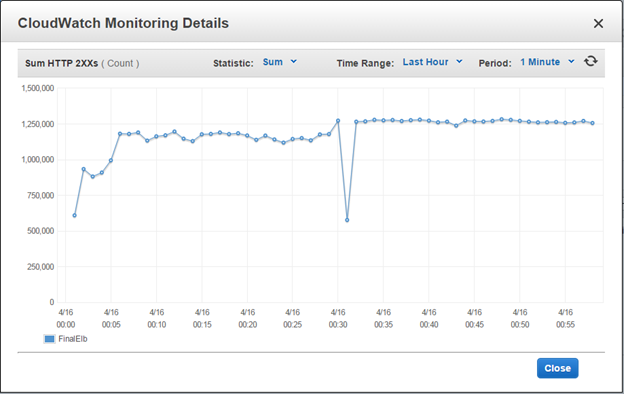 CloudWatch Monitoring Details ×
Sum HTTP 2XXs ( Count ) Statistic: Sum Time Range: Last Hour Period: 1 Minute
1,500,000
1,250,000
1,000,000
750,000
500,000
250,000
0
4/16 4/16 4/16 4/16 4/16 4/16 4/16 4/16 4/16 4/16 4/16 4/16
00:00 00:05 00:10 00:15 00:20 00:25 00:30 00:35 00:40 00:45 00:50 00:55
FinalElb
Close